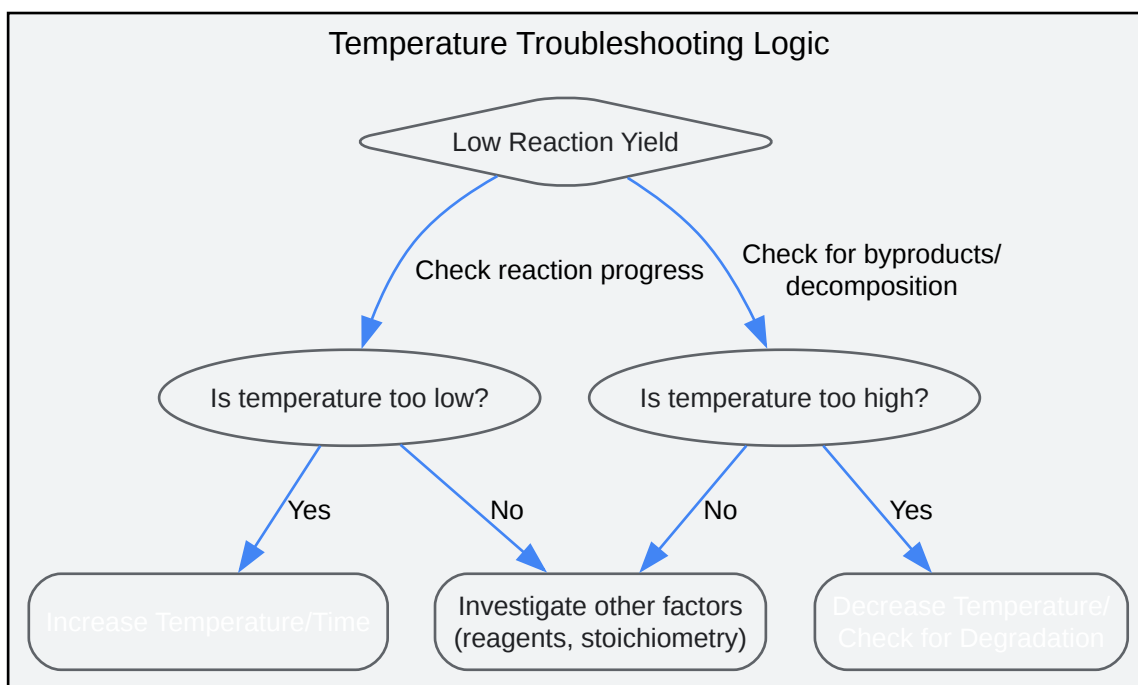 Temperature Troubleshooting Logic
Low Reaction Yield
Check reaction progress
Check for byproducts/
decomposition
Is temperature too low?
Is temperature too high?
Yes
No
No
Yes
Increase Temperature/Time
Investigate other factors
(reagents, stoichiometry)
Decrease Temperature/
Check for Degradation